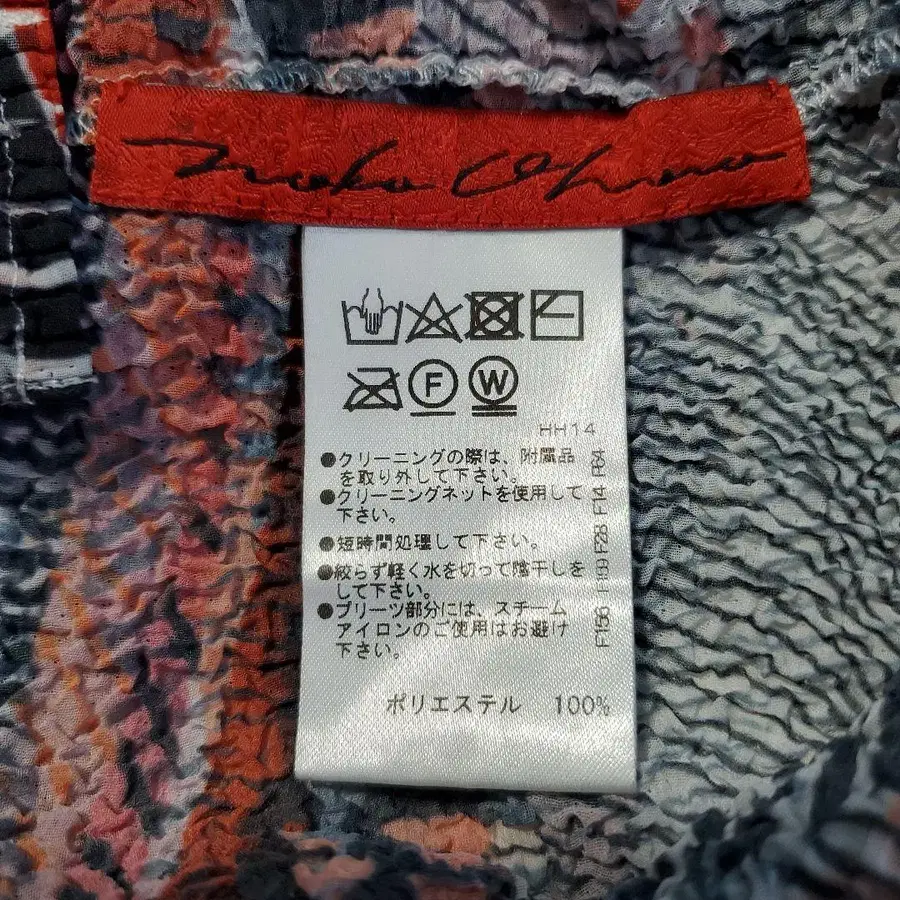 Noko Ohno
F
W
HH14
●クリーニングの際は、附属品
を取り外して下さい。
●クリーニングネットを使用して
下さい。
●短時間処理して下さい。
●絞らず軽く水を切って陰干しを
して下さい。
●プリーツ部分には、スチーム
アイロンのご使用はお避け
下さい。
F28 F14 F84
ポリエステル 100%